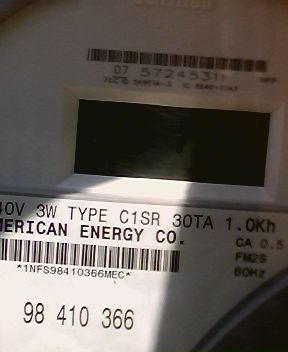 07 57245311
40V 3W TYPE C1SR 30TA 1.0Kh
MERICAN ENERGY CO.
CA 0.5
FM2S
60Hz
*1NFS98410366MEC*
98 410 366